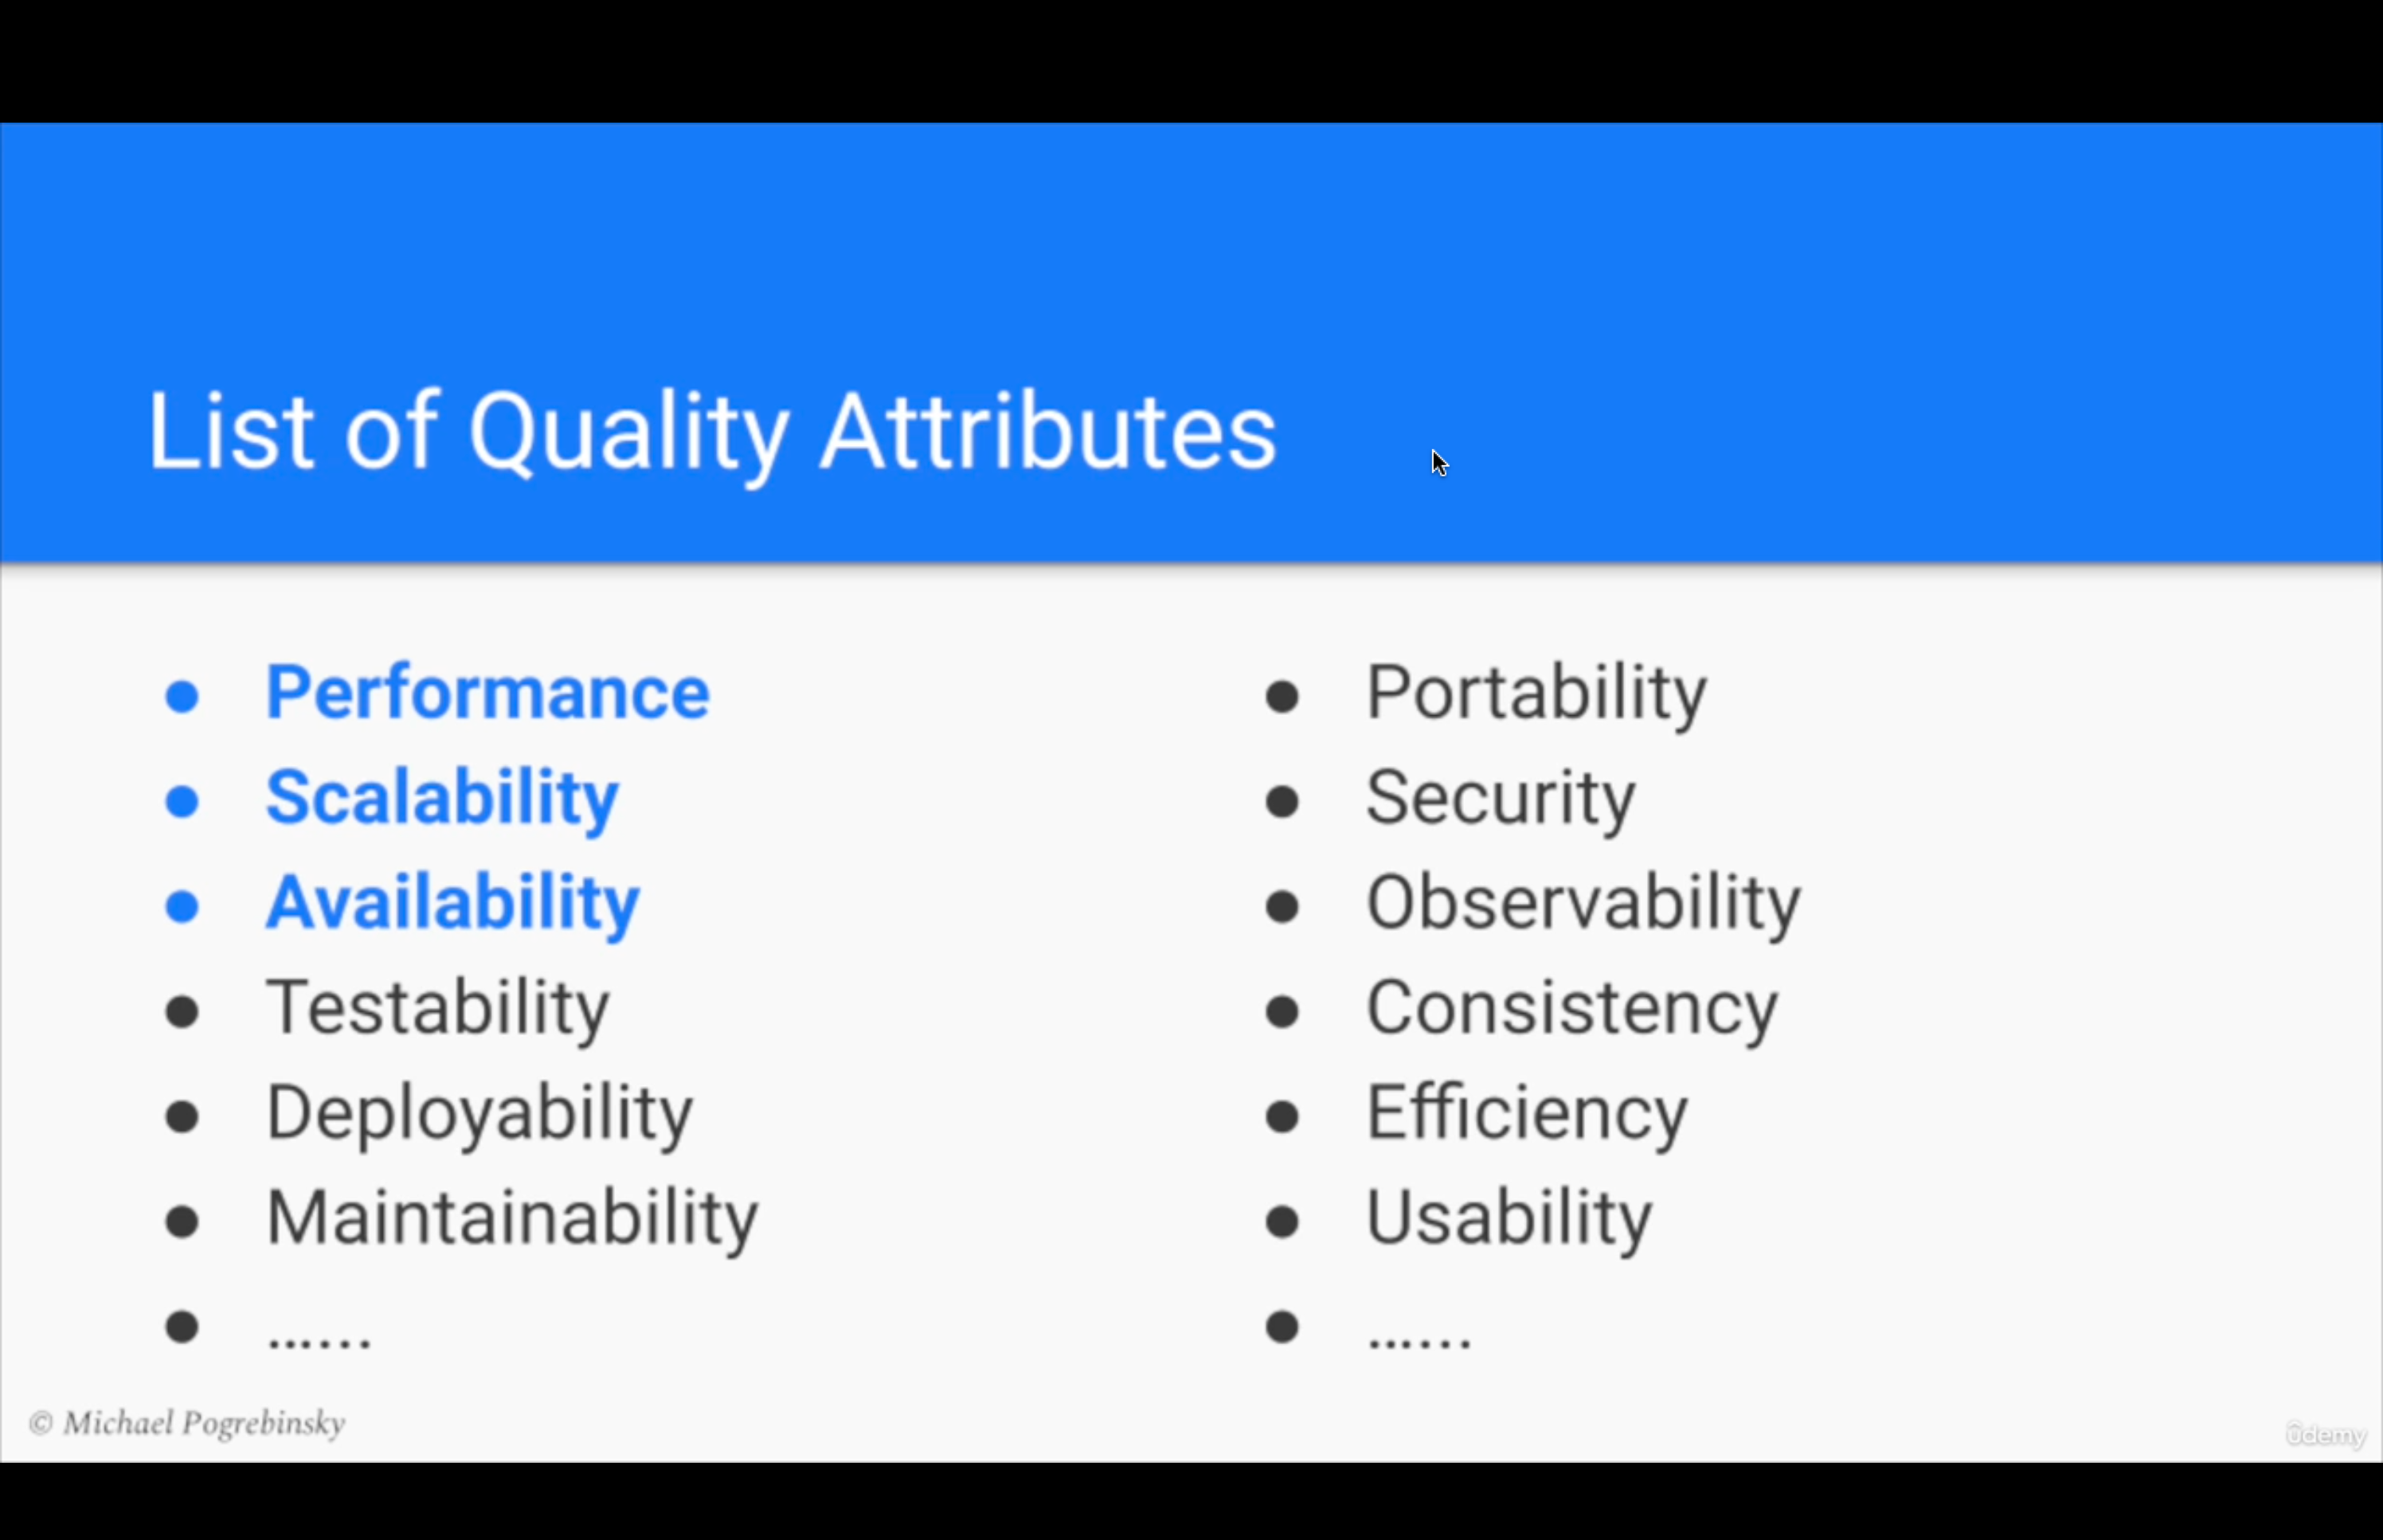 List of Quality Attributes
● Performance
● Scalability
● Availability
● Testability
● Deployability
● Maintainability
● ......
● Portability
● Security
● Observability
● Consistency
● Efficiency
● Usability
● ......
© Michael Pogrebinsky
ûdemy